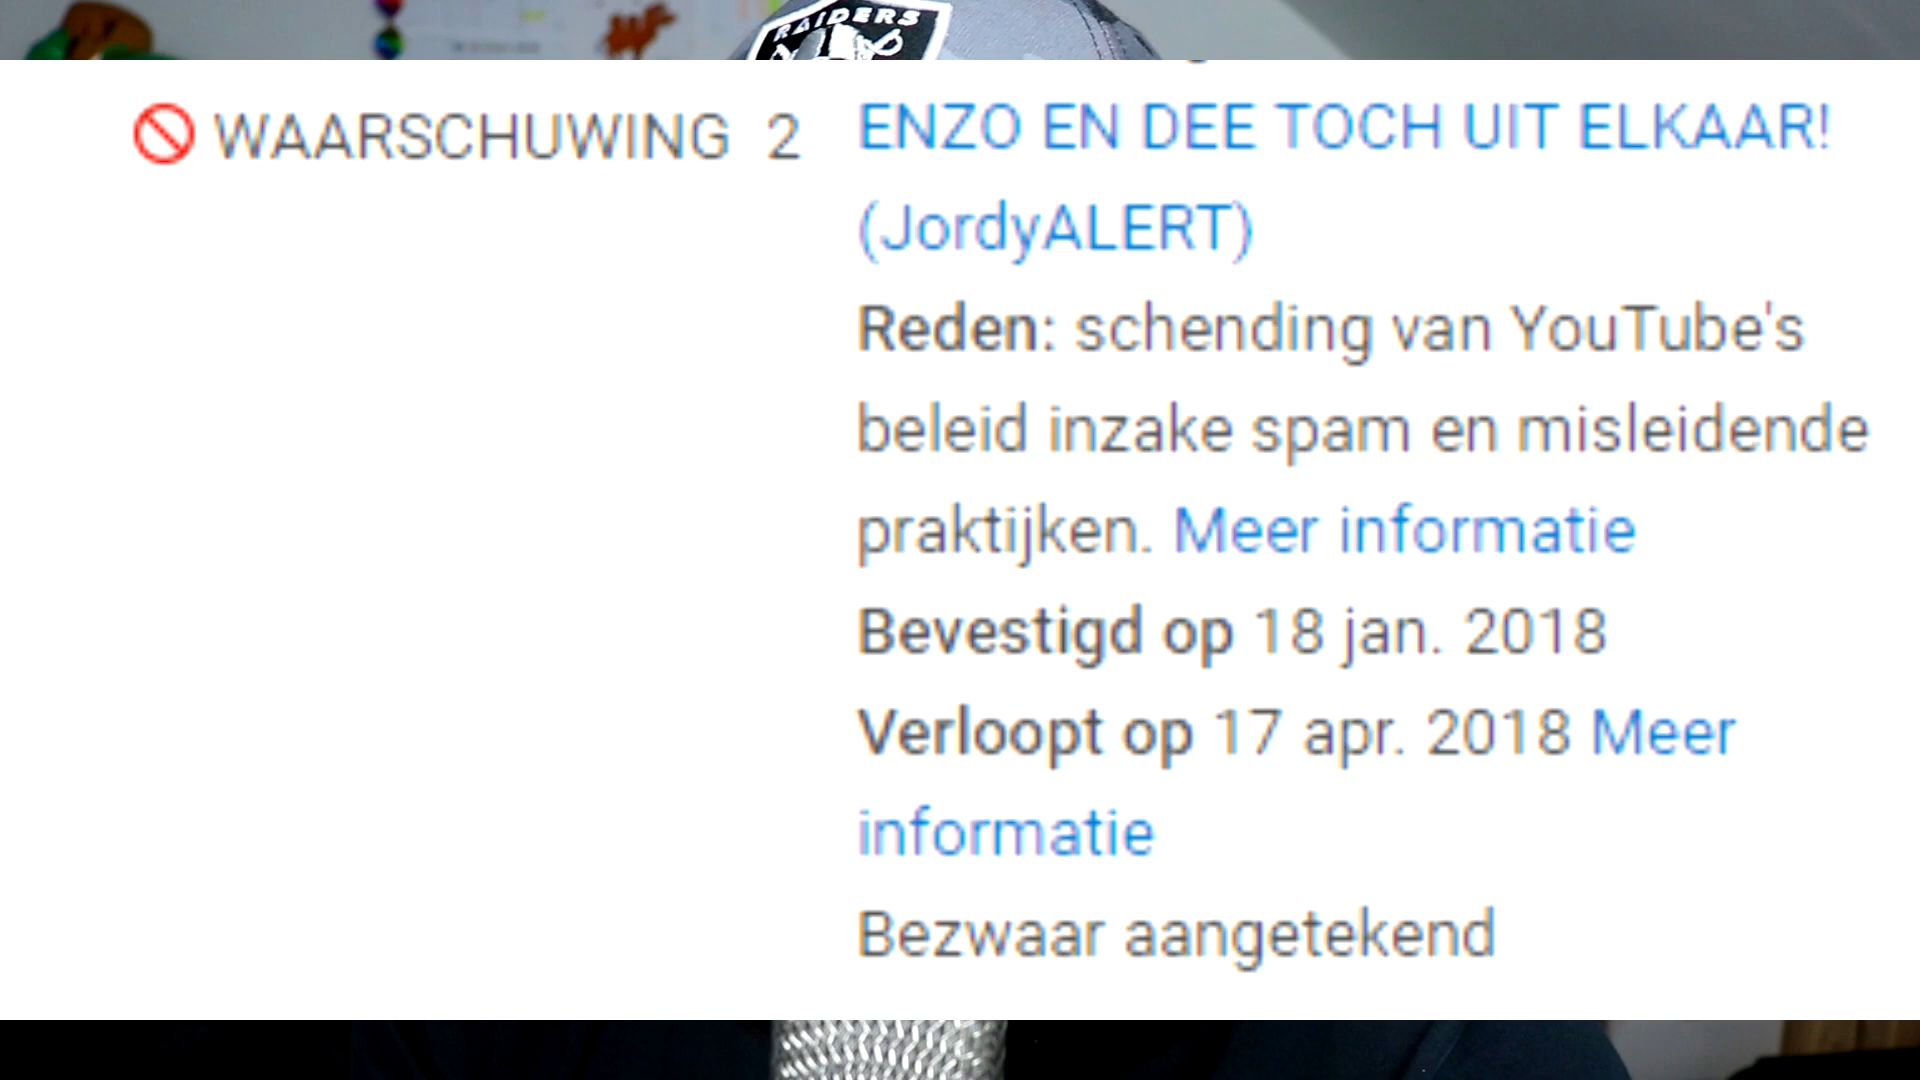 RAIDERS
WAARSCHUWING 2
ENZO EN DEE TOCH UIT ELKAAR!
(JordyALERT)
Reden: schending van YouTube's
beleid inzake spam en misleidende
praktijken. Meer informatie
Bevestigd op 18 jan. 2018
Verloopt op 17 apr. 2018 Meer
informatie
Bezwaar aangetekend